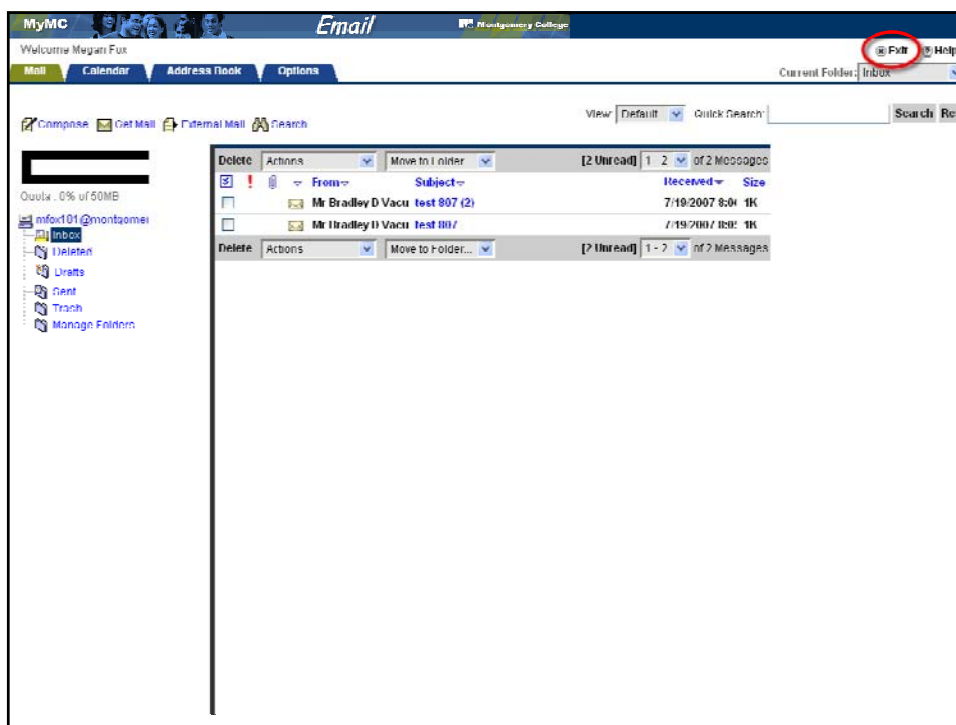 MyMC Email Montgomery College
Welcome Megan Fox
Exit Help
Mail Calendar Address Book Options
Current Folder: Inbox
View: Default Quick Search: Search Re
Compose Get Mail External Mail Search
Delete Actions Move to Folder [2 Unread] 1 2 of 2 Messages
! From Subject Received Size
Quota : 0% of 50MB
Mr Bradley D Vacu test 807 (2) 7/19/2007 8:0 1K
mfox101@montgomer
Mr Bradley D Vacu test 807 7/19/2007 8:0 1K
Inbox
Delete Actions Move to Folder... [2 Unread] 1 - 2 of 2 Messages
Deleted
Drafts
Sent
Trash
Manage Folders